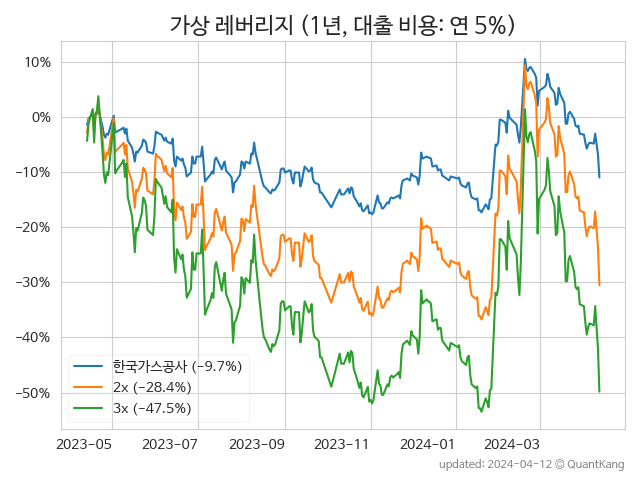 가상 레버리지 (1년, 대출 비용: 연 5%)
10%
0%
−10%
−20%
−30%
−40%
−50%
한국가스공사 (−9.7%)
2x (−28.4%)
3x (−47.5%)
2023-05 2023-07 2023-09 2023-11 2024-01 2024-03
updated: 2024-04-12 © QuantKang